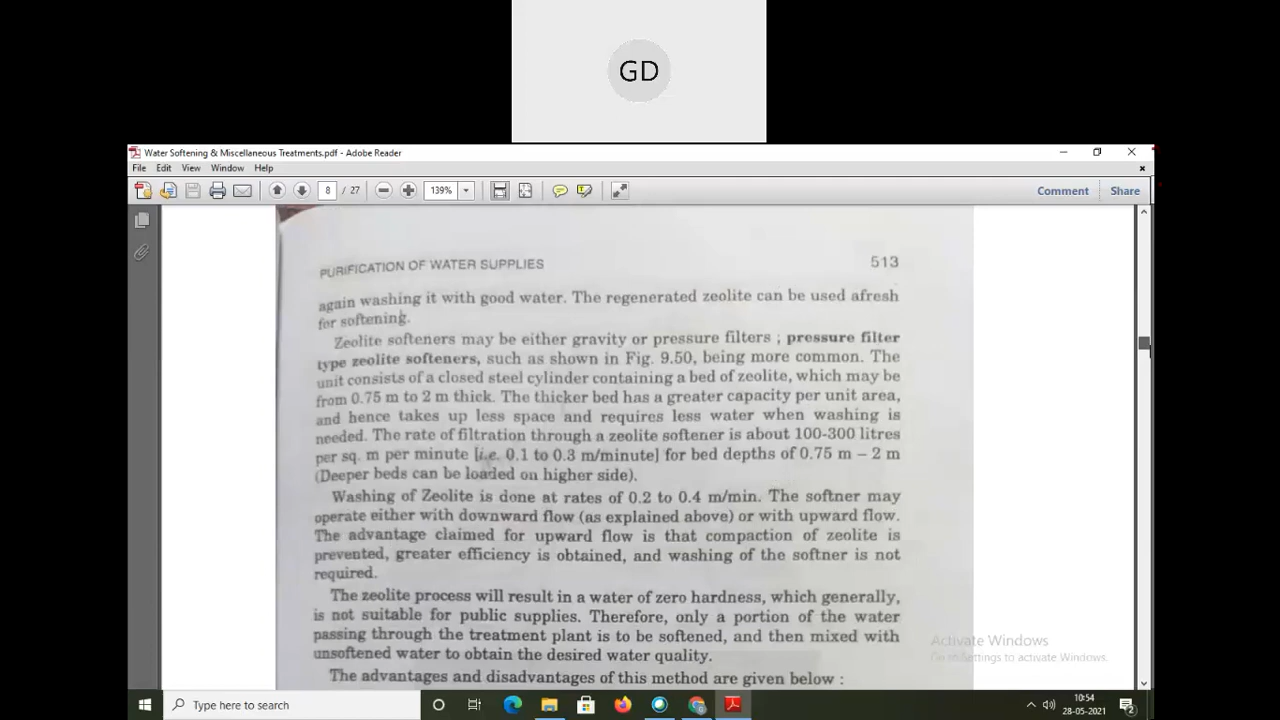 GD
Water Softening & Miscellaneous Treatments.pdf - Adobe Reader
File Edit View Window Help
8 / 27 139% Comment Share
PURIFICATION OF WATER SUPPLIES 513
again washing it with good water. The regenerated zeolite can be used afresh
for softening.
Zeolite softeners may be either gravity or pressure filters ; pressure filter
type zeolite softeners, such as shown in Fig. 9.50, being more common. The
unit consists of a closed steel cylinder containing a bed of zeolite, which may be
from 0.75 m to 2 m thick. The thicker bed has a greater capacity per unit area,
and hence takes up less space and requires less water when washing is
needed. The rate of filtration through a zeolite softener is about 100-300 litres
per sq. m per minute [i.e. 0.1 to 0.3 m/minute] for bed depths of 0.75 m – 2 m
(Deeper beds can be loaded on higher side).
Washing of Zeolite is done at rates of 0.2 to 0.4 m/min. The softner may
operate either with downward flow (as explained above) or with upward flow.
The advantage claimed for upward flow is that compaction of zeolite is
prevented, greater efficiency is obtained, and washing of the softner is not
required.
The zeolite process will result in a water of zero hardness, which generally,
is not suitable for public supplies. Therefore, only a portion of the water
passing through the treatment plant is to be softened, and then mixed with
unsoftened water to obtain the desired water quality.
The advantages and disadvantages of this method are given below :
Activate Windows
Go to Settings to activate Windows.
Type here to search
10:54
28-05-2021
2